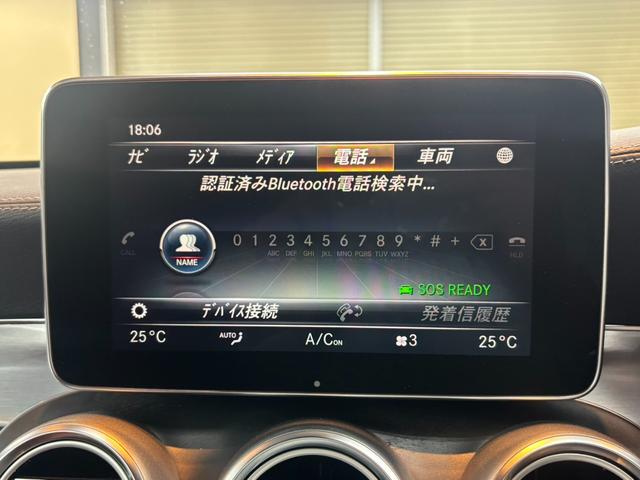 18:06
ナビ ラジオ メディア 電話 車両
認証済みBluetooth電話検索中...
0 1 2 3 4 5 6 7 8 9 * # +
CALL NAME ABC DEF GHI JKL MNO PQRS TUV WXYZ HLD
SOS READY
デバイス接続 発着信履歴
25°C AUTO A/C ON 3 25°C